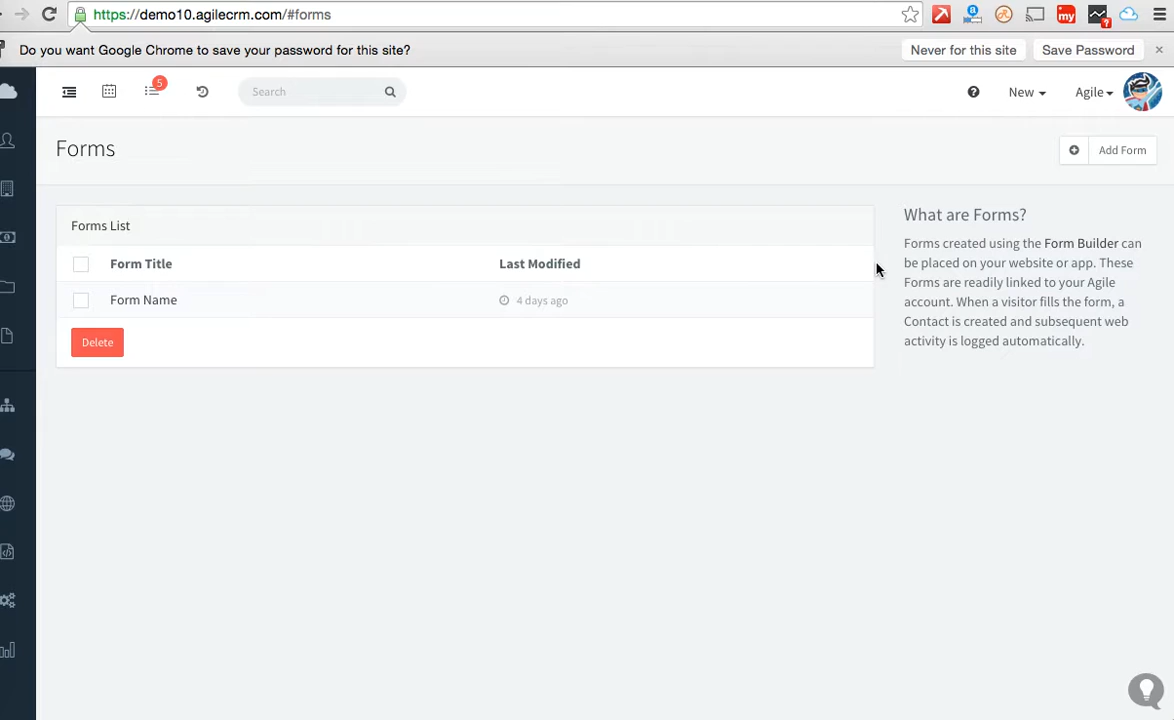 https://demo10.agilecrm.com/#forms
my
?
Do you want Google Chrome to save your password for this site?
Never for this site
Save Password
×
5
Search
?
New
Agile
Forms
Add Form
Forms List
Form Title
Last Modified
Form Name
4 days ago
Delete
What are Forms?
Forms created using the Form Builder can
be placed on your website or app. These
Forms are readily linked to your Agile
account. When a visitor fills the form, a
Contact is created and subsequent web
activity is logged automatically.